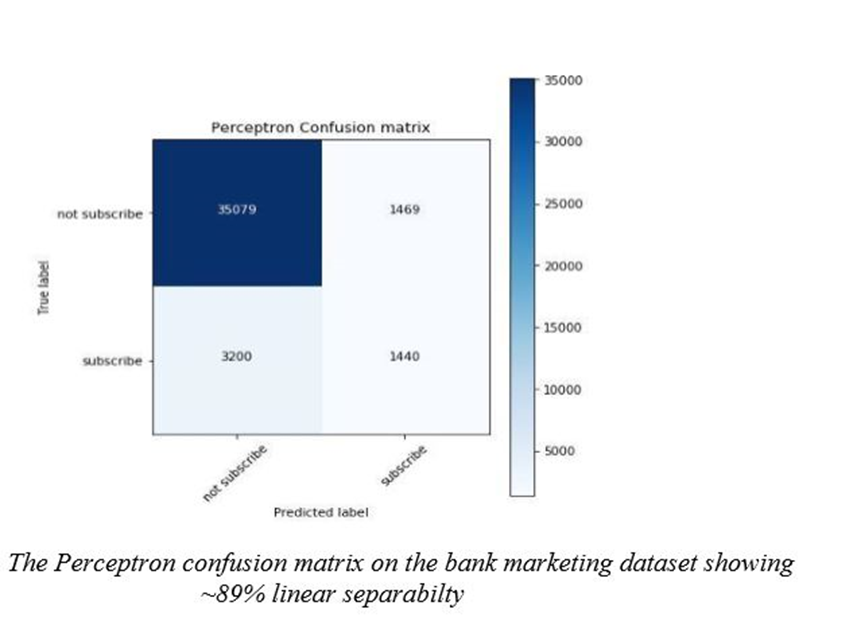 Perceptron Confusion matrix
35000
30000
25000
20000
15000
10000
5000
True label
not subscribe
35079
1469
subscribe
3200
1440
not subscribe
subscribe
Predicted label
The Perceptron confusion matrix on the bank marketing dataset showing
~89% linear separabilty